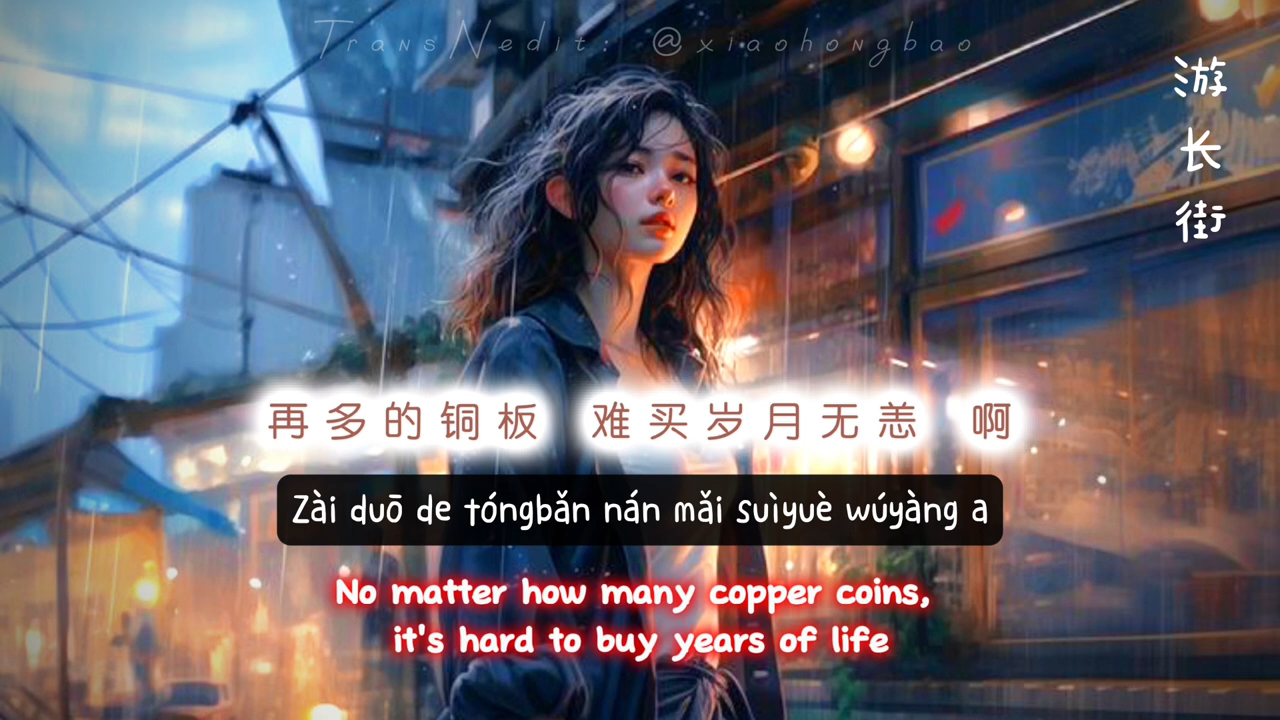 TransNedit: @xiaohongbao
游长街
再多的铜板 难买岁月无恙 啊
Zài duō de tóngbǎn nán mǎi suìyuè wúyàng a
No matter how many copper coins,
it's hard to buy years of life